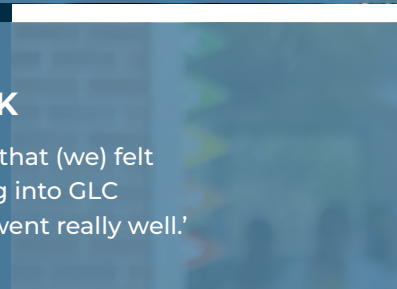 K
that (we) felt
g into GLC
went really well.’